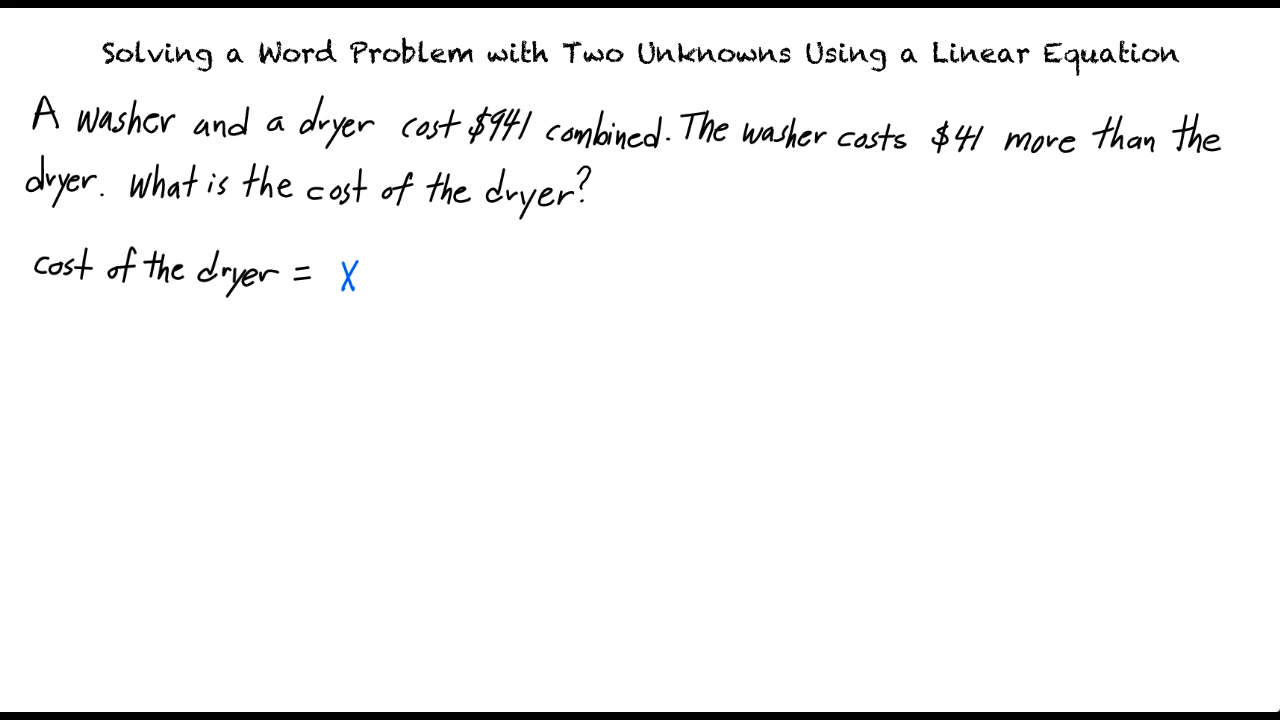 Solving a Word Problem with Two Unknowns Using a Linear Equation
A washer and a dryer cost $941 combined. The washer costs $41 more than the
dryer. What is the cost of the dryer?
cost of the dryer = x